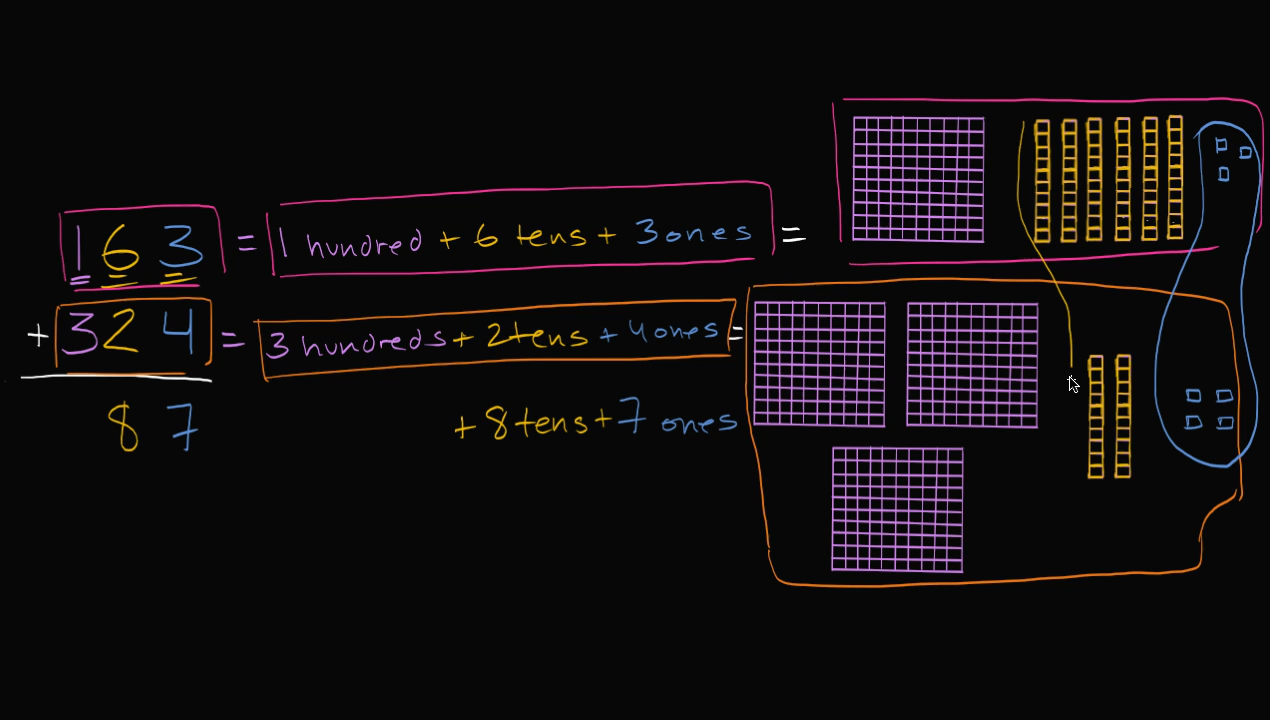 163 = 1 hundred + 6 tens + 3 ones =
+ 324 = 3 hundreds + 2 tens + 4 ones =
87 + 8 tens + 7 ones